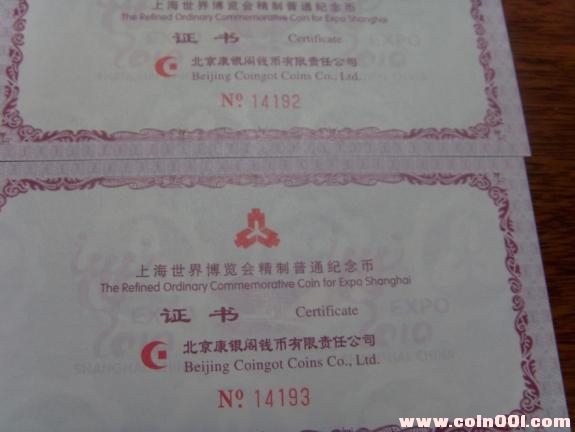 上海世界博览会精制普通纪念币
The Refined Ordinary Commemorative Coin for Expo Shanghai
证书 Certificate
北京康银阁钱币有限责任公司
Beijing Coingot Coins Co., Ltd.
Nº 14192
上海世界博览会精制普通纪念币
The Refined Ordinary Commemorative Coin for Expo Shanghai
证书 Certificate
EXPO
2010
SHANGHAI CHINA
北京康银阁钱币有限责任公司
Beijing Coingot Coins Co., Ltd.
Nº 14193
www.coin001.com